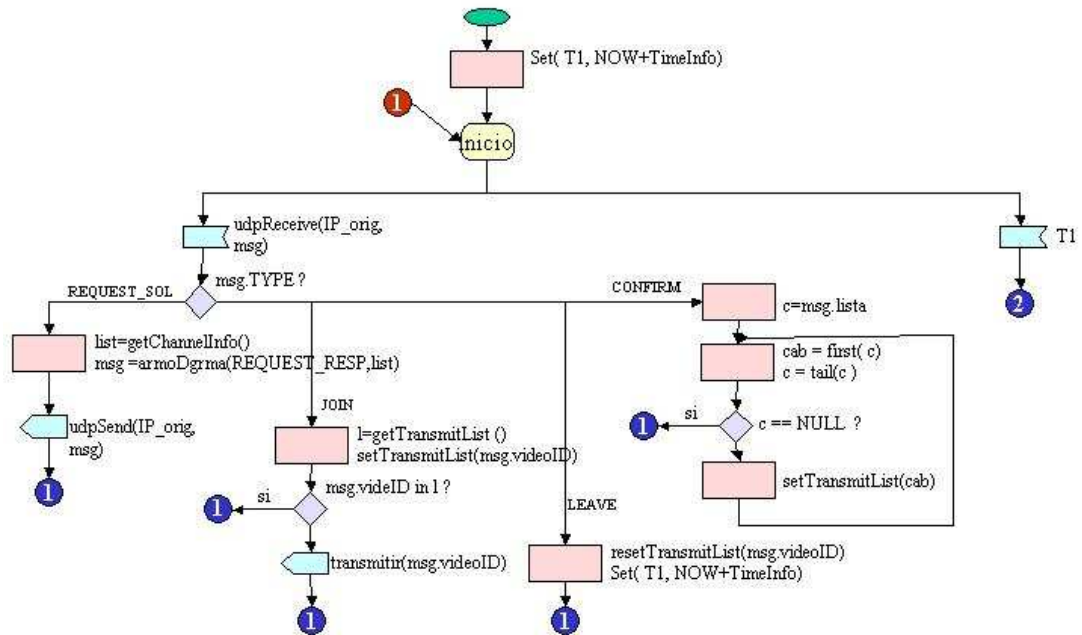 Set( T1, NOW+TimeInfo)
1
Inicio
udpReceive(IP_orig,
msg)
T1
msg.TYPE ?
REQUEST_SOL
CONFIRM
2
c=msg.lista
list=getChannelInfo()
msg =armoDgrma(REQUEST_RESP,list)
cab = first( c)
c = tail(c )
JOIN
si
1
c == NULL ?
udpSend(IP_orig,
msg)
l=getTransmitList ()
setTransmitList(msg.videoID)
setTransmitList(cab)
1
msg.videID in l ?
si
1
LEAVE
transmitir(msg.videoID)
resetTransmitList(msg.videoID)
Set( T1, NOW+TimeInfo)
1
1